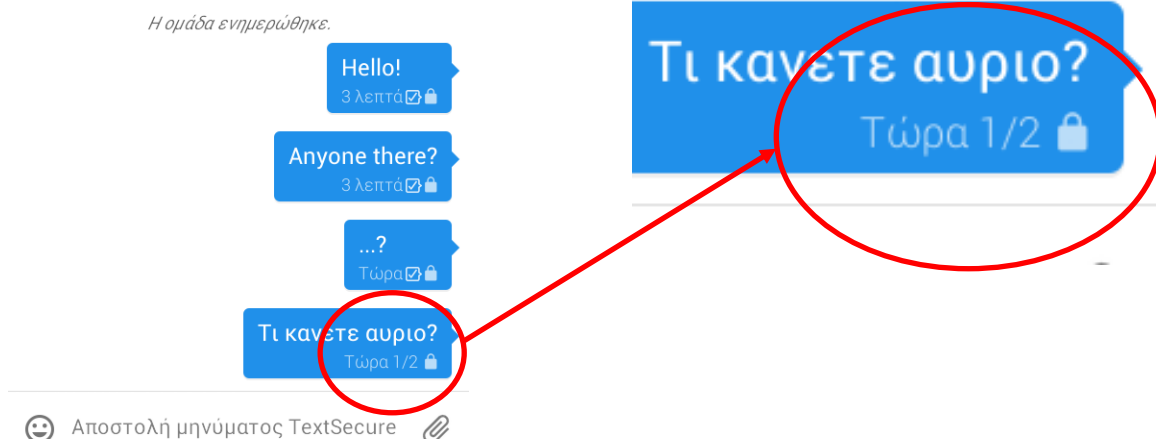 Η ομάδα ενημερώθηκε.
Hello!
3 λεπτά
Anyone there?
3 λεπτά
...?
Τώρα
Τι κανετε αυριο?
Τώρα 1/2
Αποστολή μηνύματος TextSecure
Τι κανετε αυριο?
Τώρα 1/2